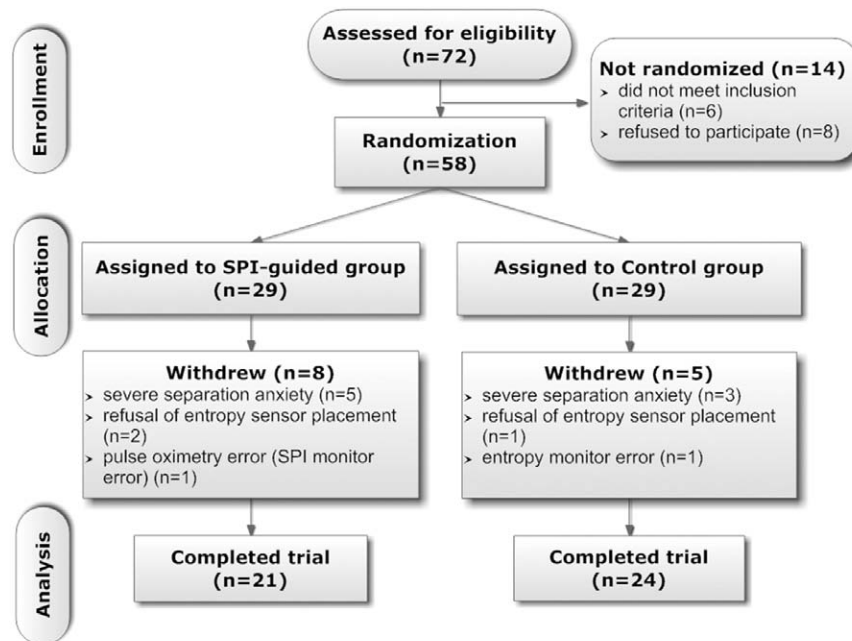 Enrollment
Assessed for eligibility
(n=72)
Not randomized (n=14)
➤ did not meet inclusion
criteria (n=6)
➤ refused to participate (n=8)
Randomization
(n=58)
Allocation
Assigned to SPI-guided group
(n=29)
Assigned to Control group
(n=29)
Withdrew (n=8)
➤ severe separation anxiety (n=5)
➤ refusal of entropy sensor placement
(n=2)
➤ pulse oximetry error (SPI monitor
error) (n=1)
Withdrew (n=5)
➤ severe separation anxiety (n=3)
➤ refusal of entropy sensor placement
(n=1)
➤ entropy monitor error (n=1)
Analysis
Completed trial
(n=21)
Completed trial
(n=24)